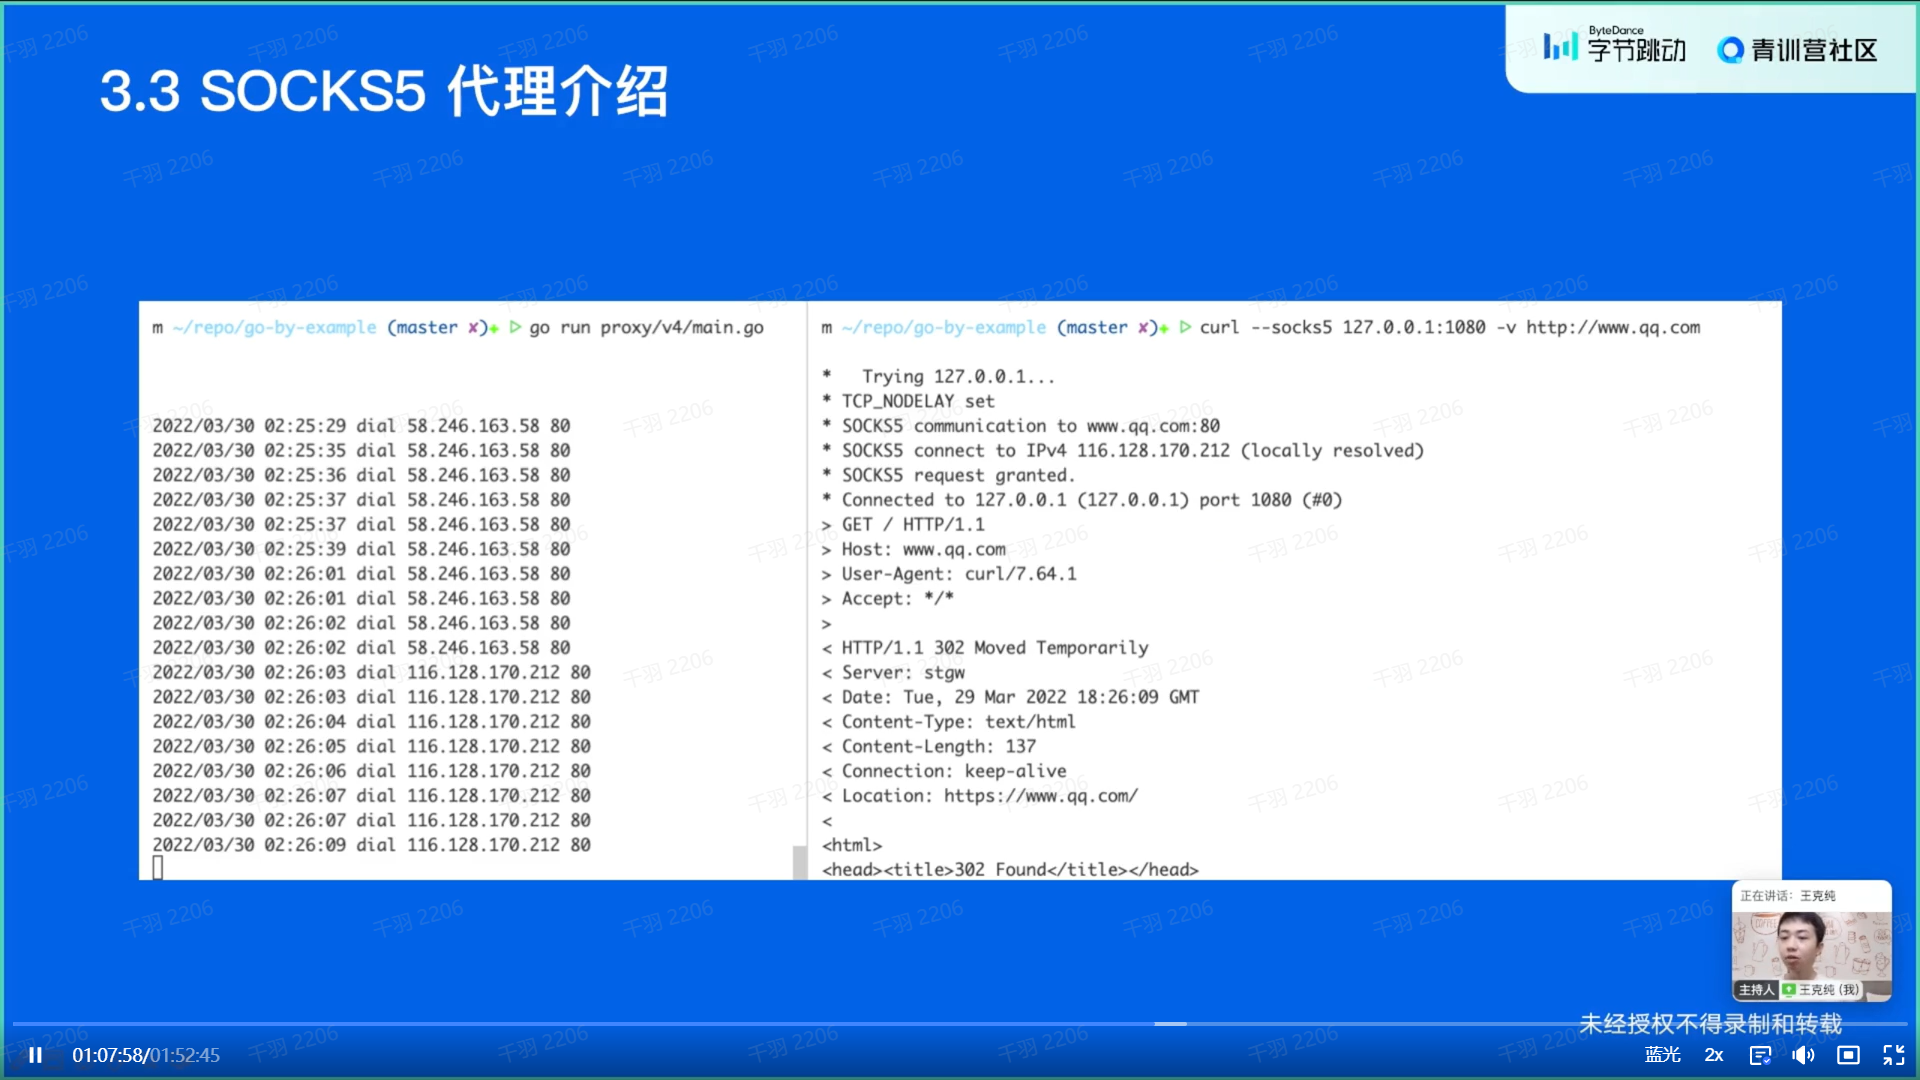 3.3 SOCKS5 代理介绍
ByteDance
字节跳动
青训营社区
m ~/repo/go-by-example (master ✘)✚ ▷ go run proxy/v4/main.go
2022/03/30 02:25:29 dial 58.246.163.58 80
2022/03/30 02:25:35 dial 58.246.163.58 80
2022/03/30 02:25:36 dial 58.246.163.58 80
2022/03/30 02:25:37 dial 58.246.163.58 80
2022/03/30 02:25:37 dial 58.246.163.58 80
2022/03/30 02:25:39 dial 58.246.163.58 80
2022/03/30 02:26:01 dial 58.246.163.58 80
2022/03/30 02:26:01 dial 58.246.163.58 80
2022/03/30 02:26:02 dial 58.246.163.58 80
2022/03/30 02:26:02 dial 58.246.163.58 80
2022/03/30 02:26:03 dial 116.128.170.212 80
2022/03/30 02:26:03 dial 116.128.170.212 80
2022/03/30 02:26:04 dial 116.128.170.212 80
2022/03/30 02:26:05 dial 116.128.170.212 80
2022/03/30 02:26:06 dial 116.128.170.212 80
2022/03/30 02:26:07 dial 116.128.170.212 80
2022/03/30 02:26:07 dial 116.128.170.212 80
2022/03/30 02:26:09 dial 116.128.170.212 80
m ~/repo/go-by-example (master ✘)✚ ▷ curl --socks5 127.0.0.1:1080 -v http://www.qq.com
*   Trying 127.0.0.1...
* TCP_NODELAY set
* SOCKS5 communication to www.qq.com:80
* SOCKS5 connect to IPv4 116.128.170.212 (locally resolved)
* SOCKS5 request granted.
* Connected to 127.0.0.1 (127.0.0.1) port 1080 (#0)
> GET / HTTP/1.1
> Host: www.qq.com
> User-Agent: curl/7.64.1
> Accept: */*
>
< HTTP/1.1 302 Moved Temporarily
< Server: stgw
< Date: Tue, 29 Mar 2022 18:26:09 GMT
< Content-Type: text/html
< Content-Length: 137
< Connection: keep-alive
< Location: https://www.qq.com/
<
<html>
<head><title>302 Found</title></head>
正在讲话: 王克纯
主持人 王克纯 (我)
未经授权不得录制和转载
01:07:58/01:52:45
蓝光 2x
千羽 2206